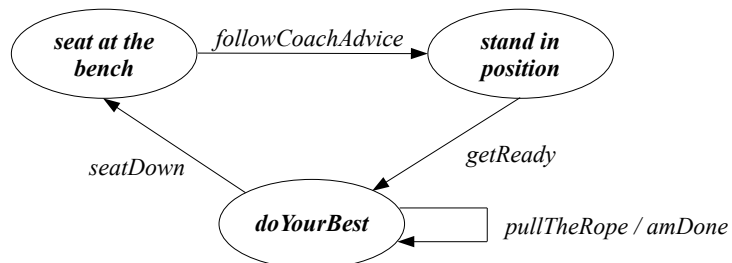 seat at the
bench
followCoachAdvice
stand in
position
seatDown
getReady
doYourBest
pullTheRope / amDone